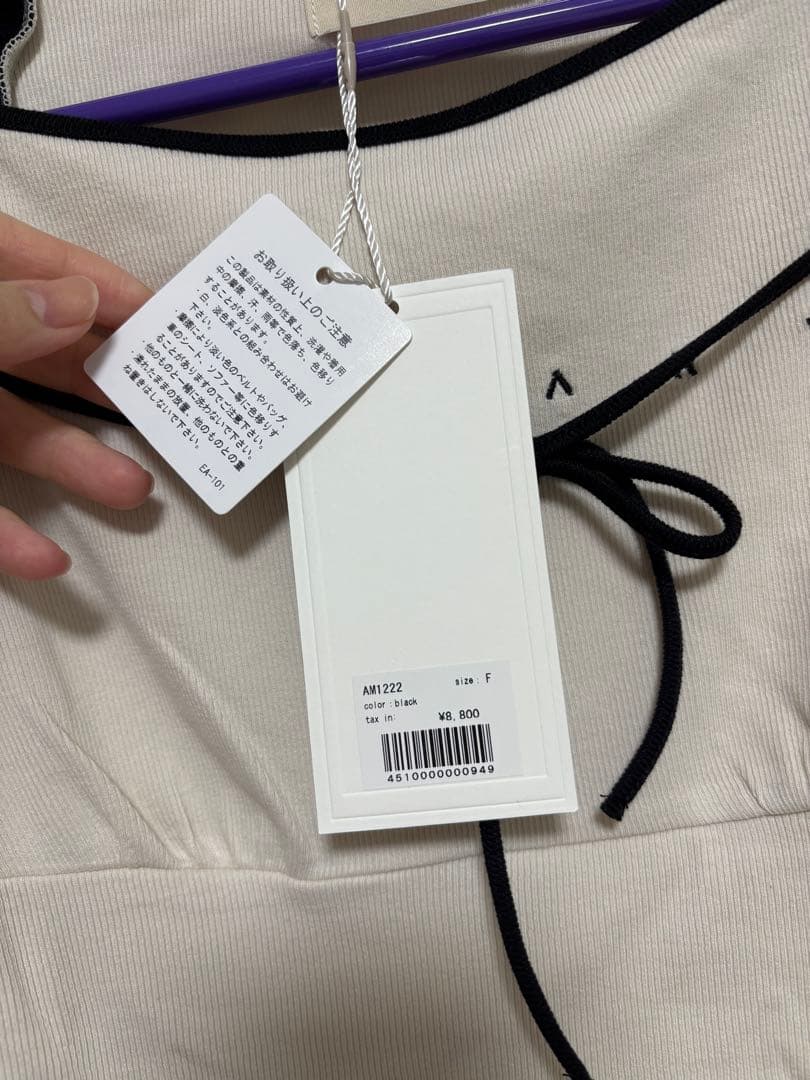 お取り扱い上のご注意
この製品は素材の性質上、洗濯や着用
中の摩擦、汗、雨等で色落ち、色移り
することがあります。
・白、淡色系との組み合わせはお避け
下さい。
・摩擦により淡い色のベルトやバッグ、
車のシート、ソファー等に色移りす
ることがありますのでご注意下さい。
・他のものと一緒に洗わないで下さい。
・濡れたままの放置、他のものとの重
ね置きはしないで下さい。
EA-101
AM1222
size: F
color:black
tax in:
¥8,800
4510000000949